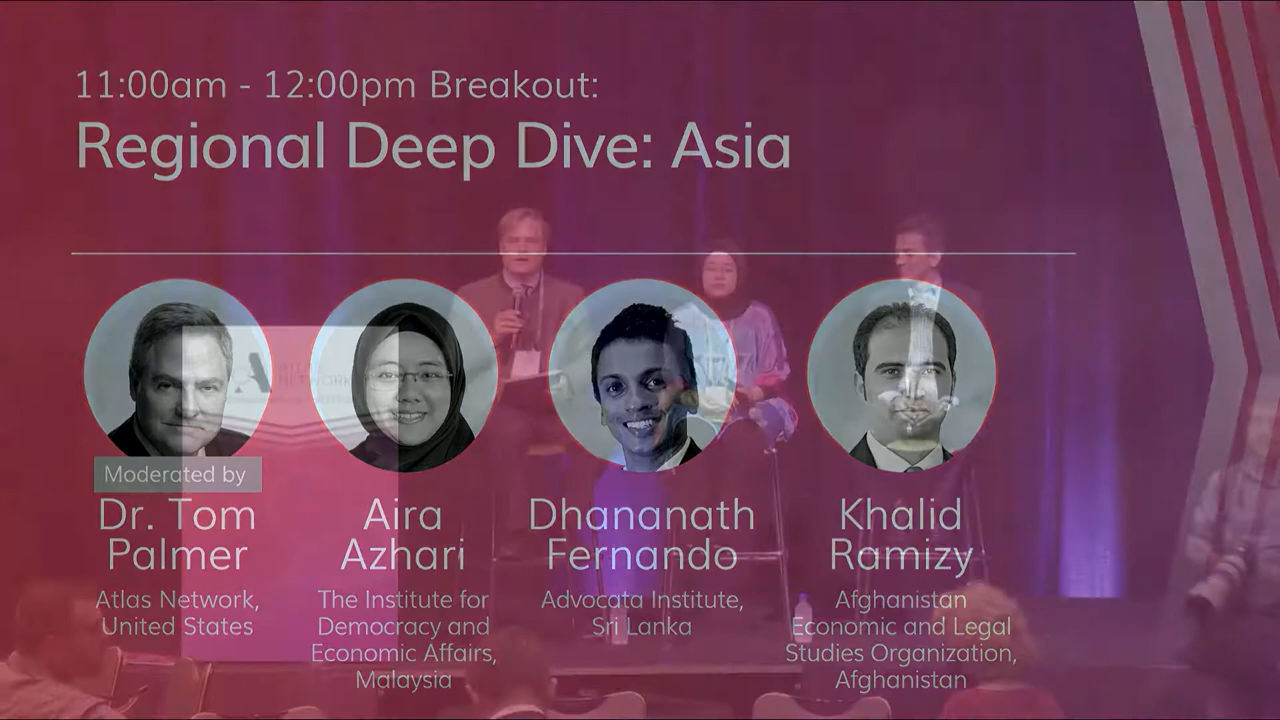 11:00am - 12:00pm Breakout:
Regional Deep Dive: Asia
Moderated by
Dr. Tom
Palmer
Atlas Network,
United States
Aira
Azhari
The Institute for
Democracy and
Economic Affairs,
Malaysia
Dhananath
Fernando
Advocata Institute,
Sri Lanka
Khalid
Ramizy
Afghanistan
Economic and Legal
Studies Organization,
Afghanistan